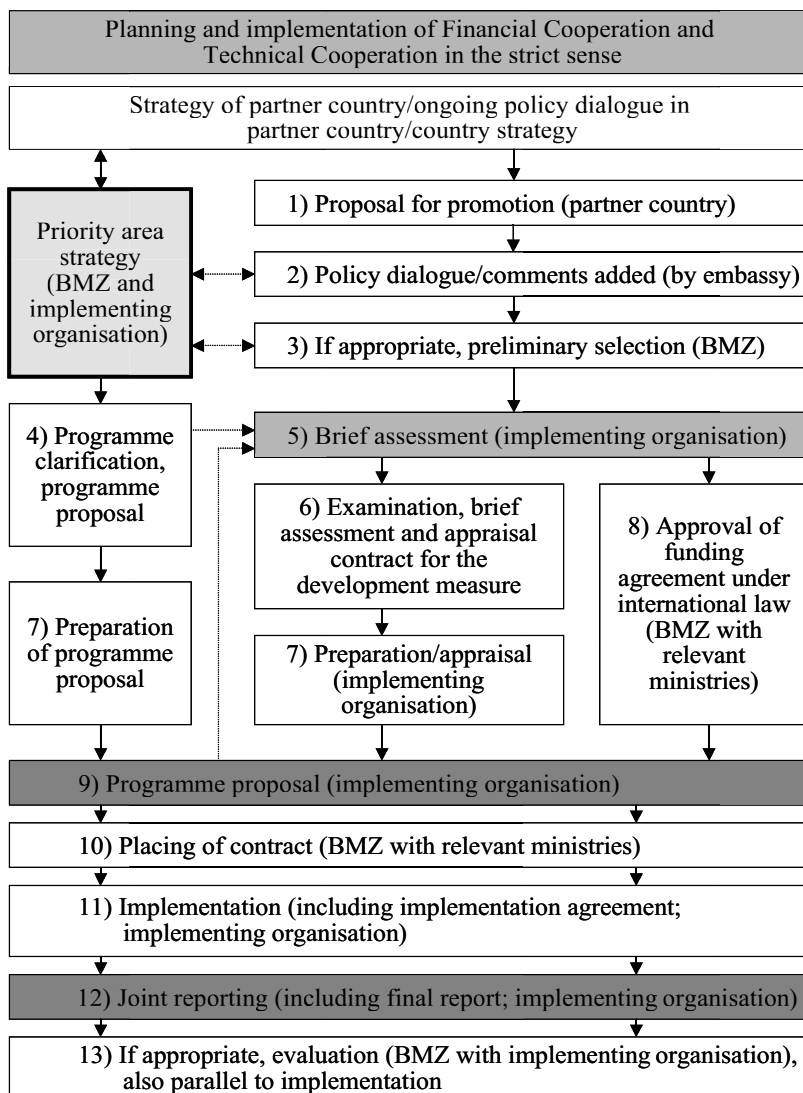 Planning and implementation of Financial Cooperation and
Technical Cooperation in the strict sense
Strategy of partner country/ongoing policy dialogue in
partner country/country strategy
Priority area
strategy
(BMZ and
implementing
organisation)
1) Proposal for promotion (partner country)
2) Policy dialogue/comments added (by embassy)
3) If appropriate, preliminary selection (BMZ)
4) Programme
clarification,
programme
proposal
5) Brief assessment (implementing organisation)
6) Examination, brief
assessment and
appraisal
contract for the
development measure
8) Approval of
funding
agreement under
international law
(BMZ with
relevant
ministries)
7) Preparation
of programme
proposal
7) Preparation/appraisal
(implementing
organisation)
9) Programme proposal (implementing organisation)
10) Placing of contract (BMZ with relevant ministries)
11) Implementation (including implementation agreement;
implementing organisation)
12) Joint reporting (including final report; implementing organisation)
13) If appropriate, evaluation (BMZ with implementing organisation),
also parallel to implementation